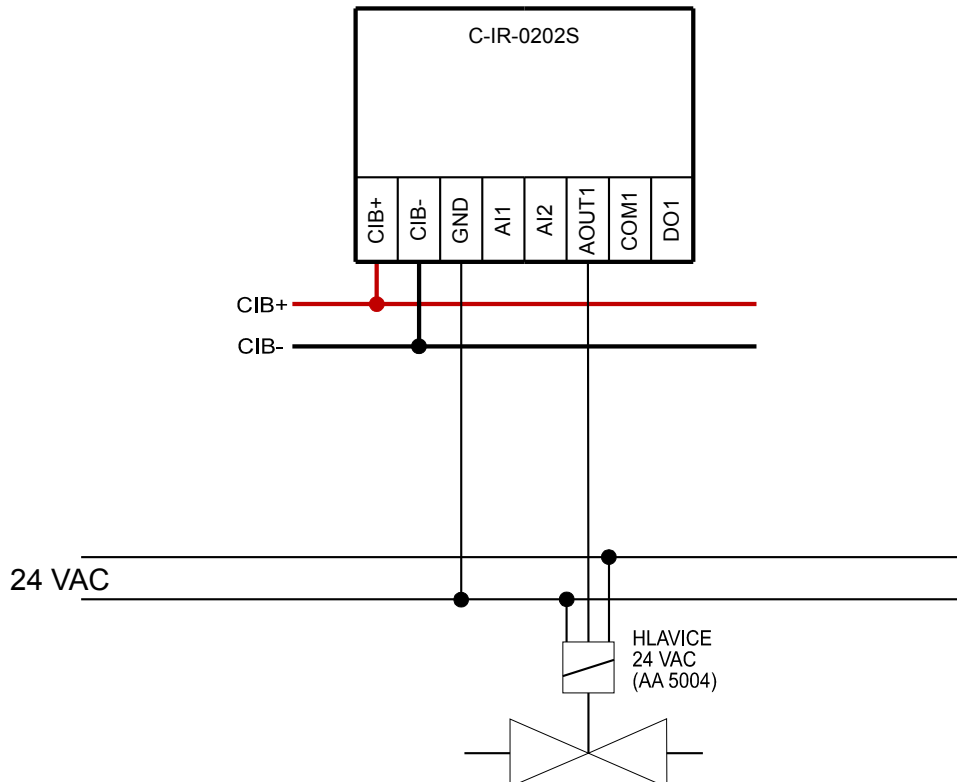 C-IR-0202S
CIB+
CIB-
GND
AI1
AI2
AOUT1
COM1
DO1
CIB+
CIB-
24 VAC
HLAVICE
24 VAC
(AA 5004)